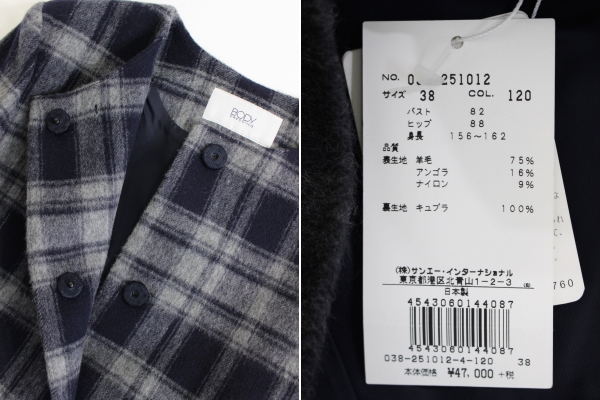 BODY
NO. 0 251012
サイズ 38 COL. 120
バスト 82
ヒップ 88
身長 156~162
品質
表生地 羊毛 75%
アンゴラ 16%
ナイロン 9%
裏生地 キュプラ 100%
(株)サンエー・インターナショナル
東京都港区北青山1-2-3
日本製
4543060144087
4543060144087
038-251012-4-120 38
本体価格 ¥47,000 +税
760